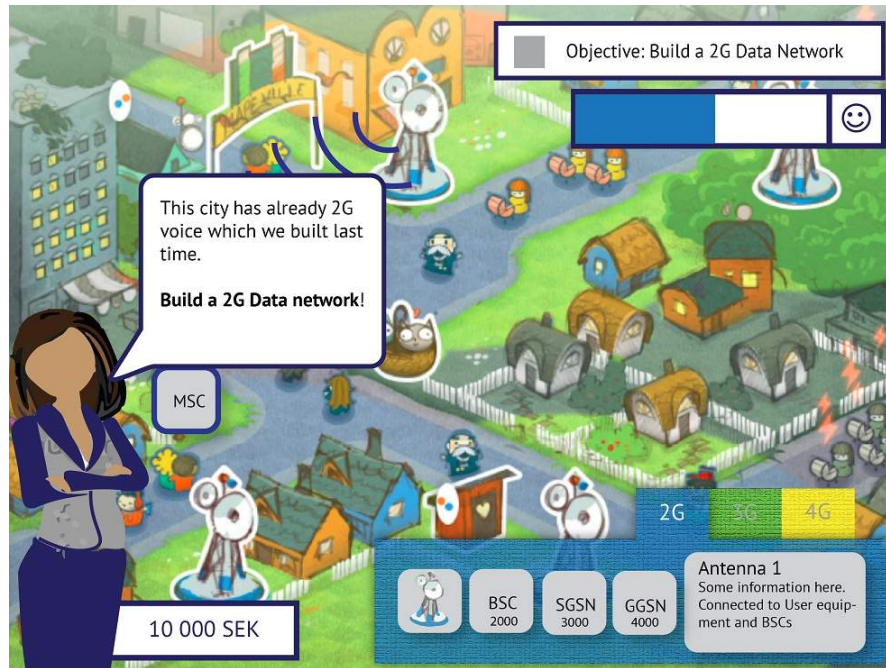 Objective: Build a 2G Data Network
This city has already 2G
voice which we built last
time.
Build a 2G Data network!
MSC
2G
3G
4G
BSC
2000
SGSN
3000
GGSN
4000
Antenna 1
Some information here.
Connected to User equip-
ment and BSCs
10 000 SEK